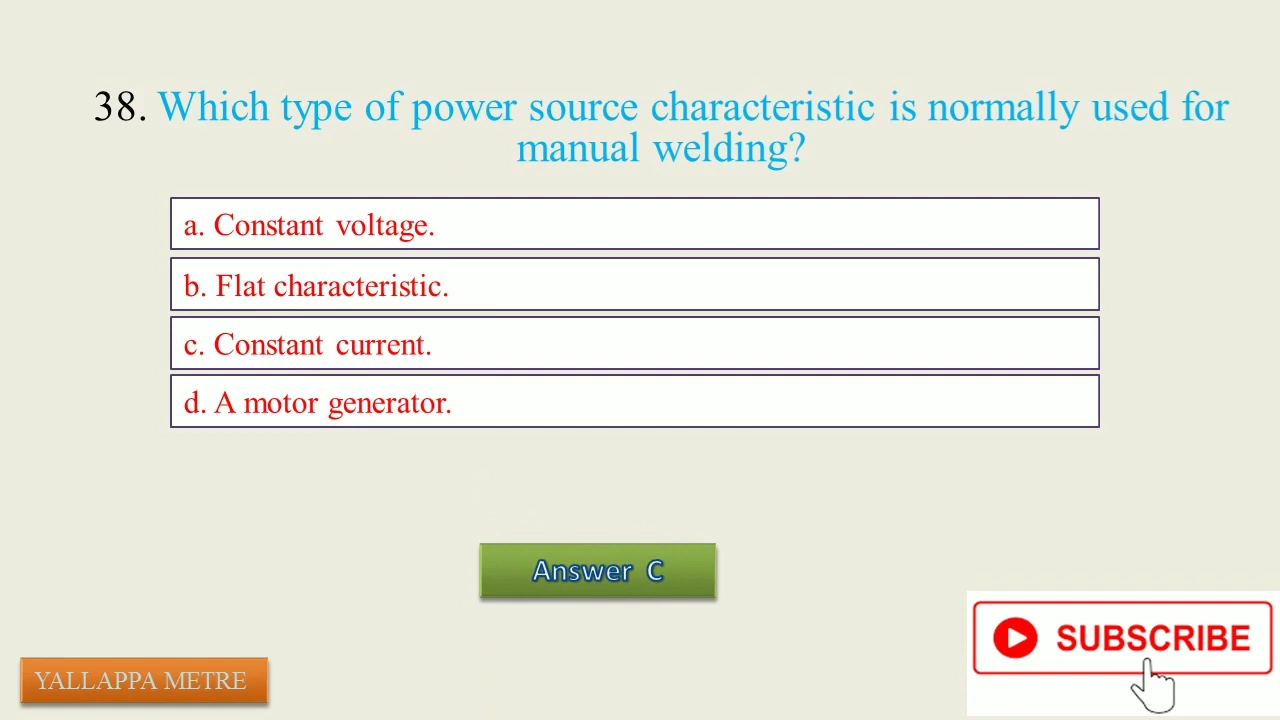 38. Which type of power source characteristic is normally used for
manual welding?
a. Constant voltage.
b. Flat characteristic.
c. Constant current.
d. A motor generator.
Answer C
SUBSCRIBE
YALLAPPA METRE